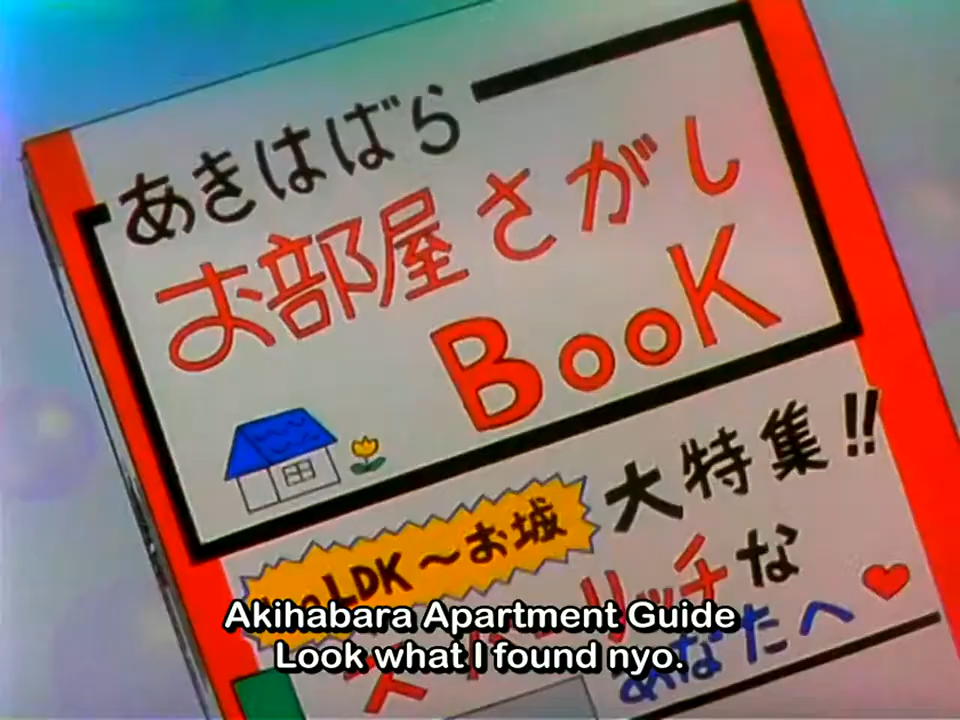 あきはばら
お部屋さがし
BooK
LDK〜お城
大特集!!
リッチな
あなたへ
Akihabara Apartment Guide
Look what I found nyo.